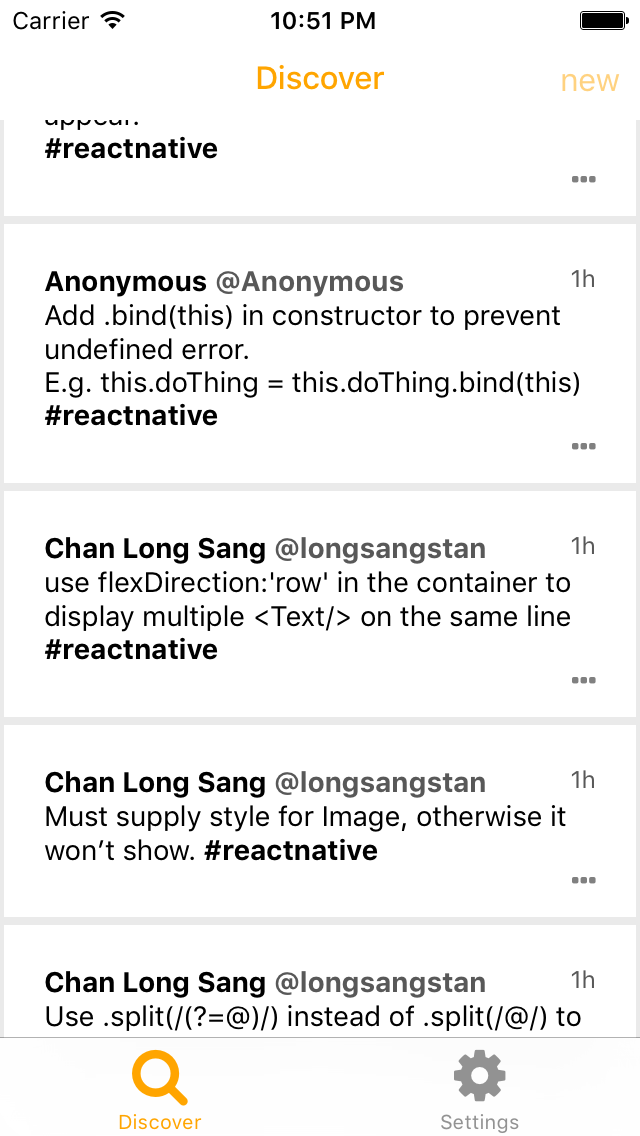 Carrier 10:51 PM
Discover new
appear.
#reactnative
Anonymous @Anonymous 1h
Add .bind(this) in constructor to prevent
undefined error.
E.g. this.doThing = this.doThing.bind(this)
#reactnative
Chan Long Sang @longsangstan 1h
use flexDirection:'row' in the container to
display multiple <Text/> on the same line
#reactnative
Chan Long Sang @longsangstan 1h
Must supply style for Image, otherwise it
won’t show. #reactnative
Chan Long Sang @longsangstan 1h
Use .split(/(?=@)/) instead of .split(/@/) to
Discover Settings